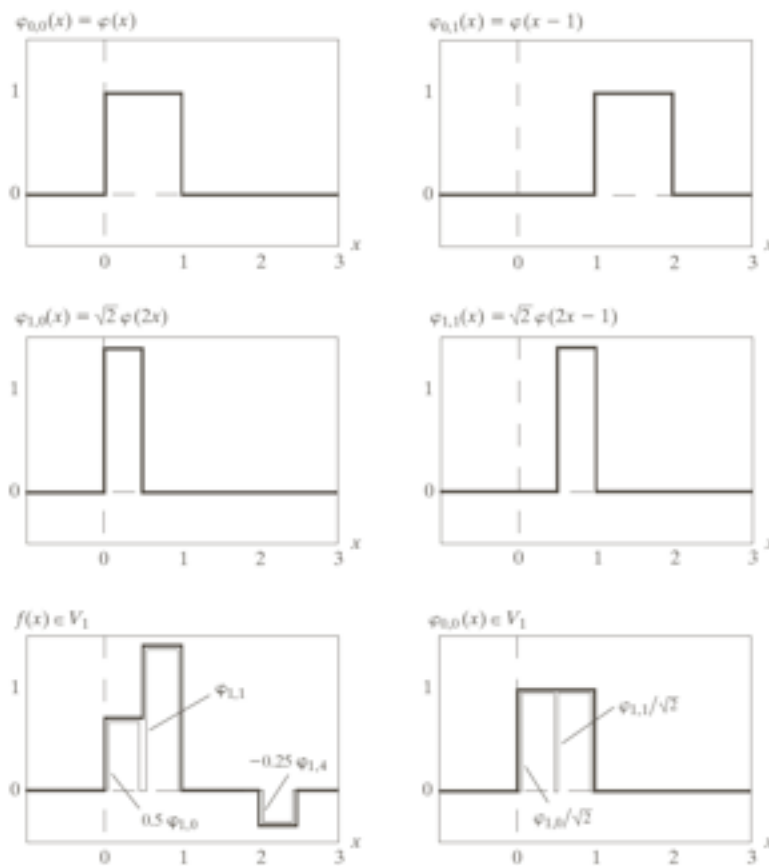 φ₀,₀(x) = φ(x)
1
0
0 1 2 3 x
φ₀,₁(x) = φ(x − 1)
1
0
0 1 2 3 x
φ₁,₀(x) = √2 φ(2x)
1
0
0 1 2 3 x
φ₁,₁(x) = √2 φ(2x − 1)
1
0
0 1 2 3 x
f(x) ∈ V₁
1
φ₁,₁
−0.25 φ₁,₄
0
0.5 φ₁,₀
0 1 2 3 x
φ₀,₀(x) ∈ V₁
1
φ₁,₁/√2
0
φ₁,₀/√2
0 1 2 3 x